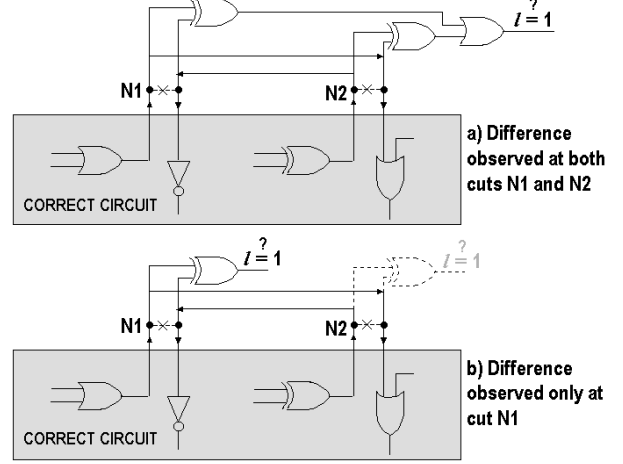 ?
l = 1
N1
N2
a) Difference
observed at both
cuts N1 and N2
CORRECT CIRCUIT
?
l = 1
?
l = 1
N1
N2
b) Difference
observed only at
cut N1
CORRECT CIRCUIT